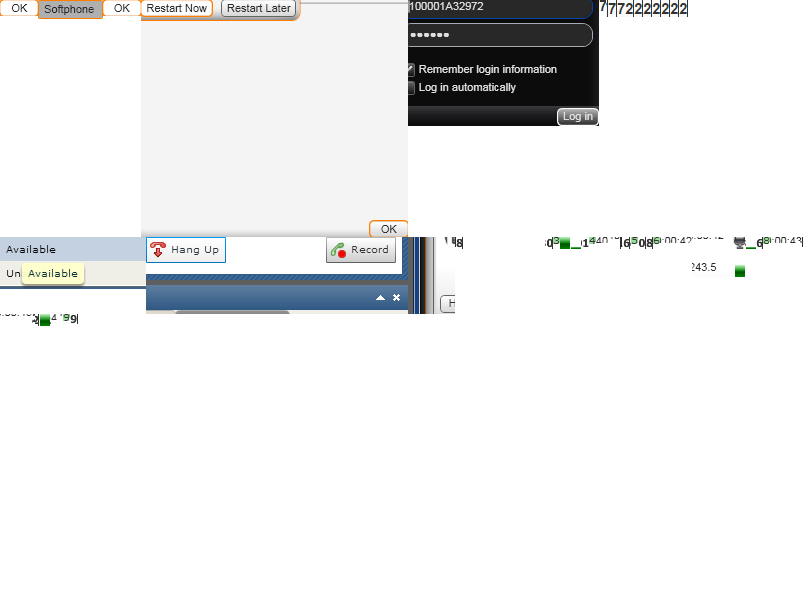 OK Softphone OK Restart Now Restart Later
100001A32972
77772222222
Remember login information
Log in automatically
Log in
OK
Available
Hang Up Record
Un Available
243.5
H